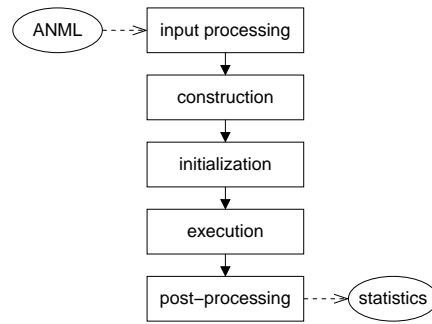 ANML
input processing
construction
initialization
execution
post−processing
statistics